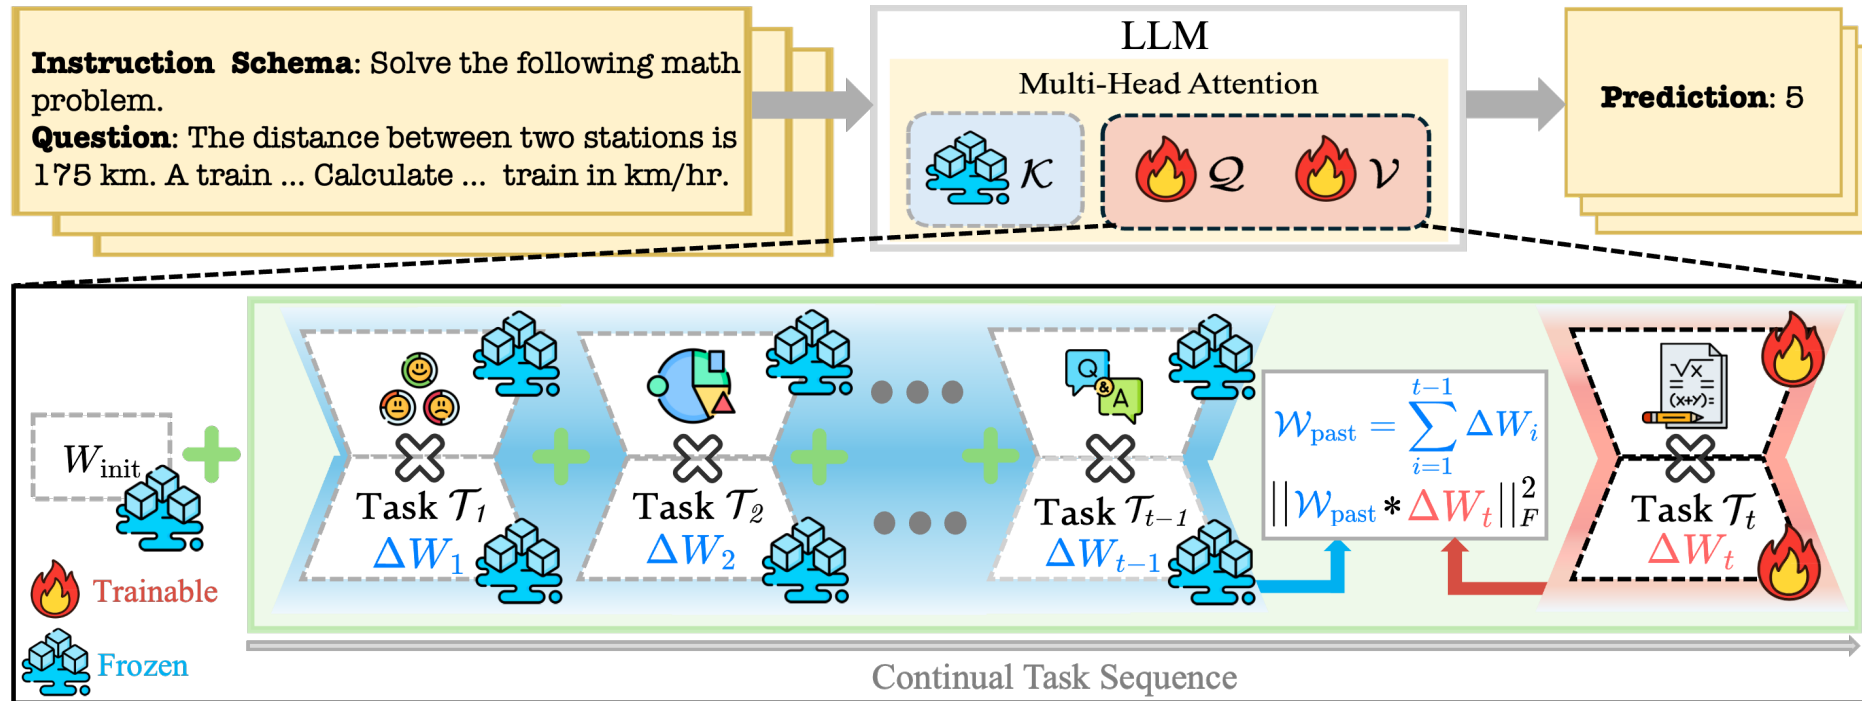 Instruction Schema: Solve the following math
problem.
Question: The distance between two stations is
175 km. A train ... Calculate ... train in km/hr.
LLM
Multi-Head Attention
K
Q
V
Prediction: 5
W_init
Trainable
Frozen
Task T_1
ΔW_1
Task T_2
ΔW_2
Q
&
A
Task T_{t-1}
ΔW_{t-1}
W_past = \sum_{i=1}^{t-1} ΔW_i
||W_past * ΔW_t||_F^2
√x
(x+y)=
Task T_t
ΔW_t
Continual Task Sequence